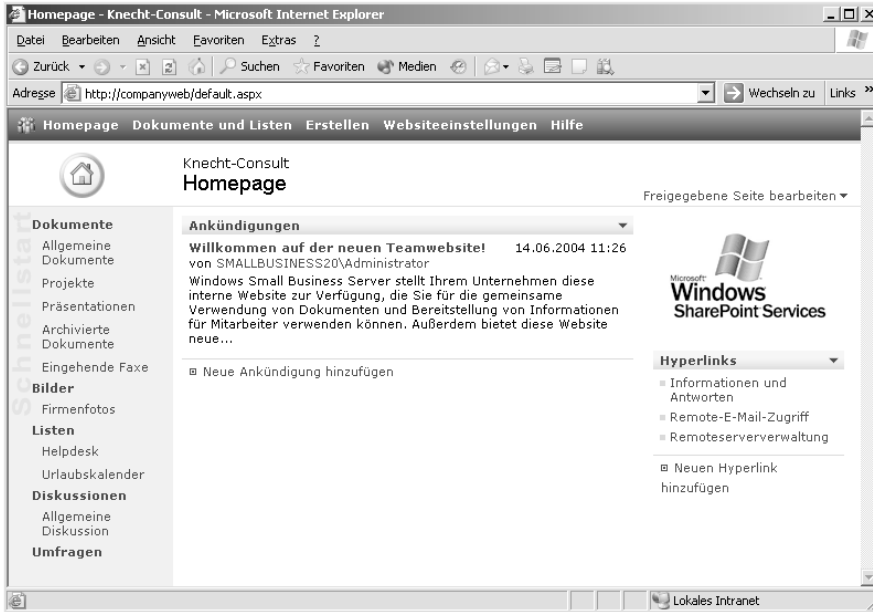 Homepage - Knecht-Consult - Microsoft Internet Explorer
Datei Bearbeiten Ansicht Favoriten Extras ?
Zurück Suchen Favoriten Medien
Adresse http://companyweb/default.aspx Wechseln zu Links »
Homepage Dokumente und Listen Erstellen Websiteeinstellungen Hilfe
Knecht-Consult
Homepage
Freigegebene Seite bearbeiten
Schnellstart
Dokumente
Allgemeine
Dokumente
Projekte
Präsentationen
Archivierte
Dokumente
Eingehende Faxe
Bilder
Firmenfotos
Listen
Helpdesk
Urlaubskalender
Diskussionen
Allgemeine
Diskussion
Umfragen
Ankündigungen
Willkommen auf der neuen Teamwebsite! 14.06.2004 11:26
von SMALLBUSINESS20\Administrator
Windows Small Business Server stellt Ihrem Unternehmen diese
interne Website zur Verfügung, die Sie für die gemeinsame
Verwendung von Dokumenten und Bereitstellung von Informationen
für Mitarbeiter verwenden können. Außerdem bietet diese Website
neue...
Neue Ankündigung hinzufügen
Microsoft
Windows
SharePoint Services
Hyperlinks
Informationen und
Antworten
Remote-E-Mail-Zugriff
Remoteserververwaltung
Neuen Hyperlink
hinzufügen
Lokales Intranet